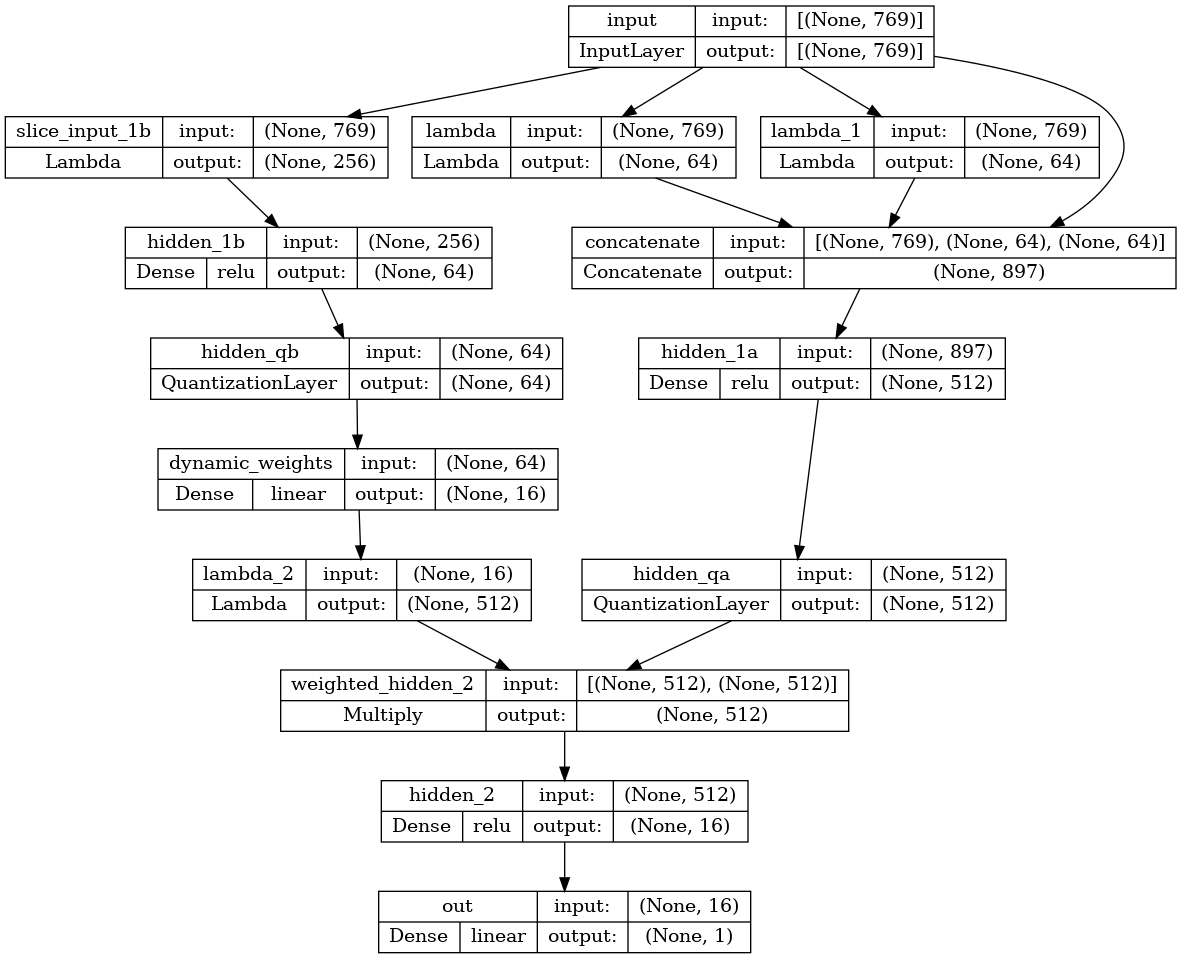 input input: [(None, 769)]
InputLayer output: [(None, 769)]
slice_input_1b input: (None, 769)
Lambda output: (None, 256)
lambda input: (None, 769)
Lambda output: (None, 64)
lambda_1 input: (None, 769)
Lambda output: (None, 64)
hidden_1b input: (None, 256)
Dense relu output: (None, 64)
concatenate input: [(None, 769), (None, 64), (None, 64)]
Concatenate output: (None, 897)
hidden_qb input: (None, 64)
QuantizationLayer output: (None, 64)
hidden_1a input: (None, 897)
Dense relu output: (None, 512)
dynamic_weights input: (None, 64)
Dense linear output: (None, 16)
lambda_2 input: (None, 16)
Lambda output: (None, 512)
hidden_qa input: (None, 512)
QuantizationLayer output: (None, 512)
weighted_hidden_2 input: [(None, 512), (None, 512)]
Multiply output: (None, 512)
hidden_2 input: (None, 512)
Dense relu output: (None, 16)
out input: (None, 16)
Dense linear output: (None, 1)